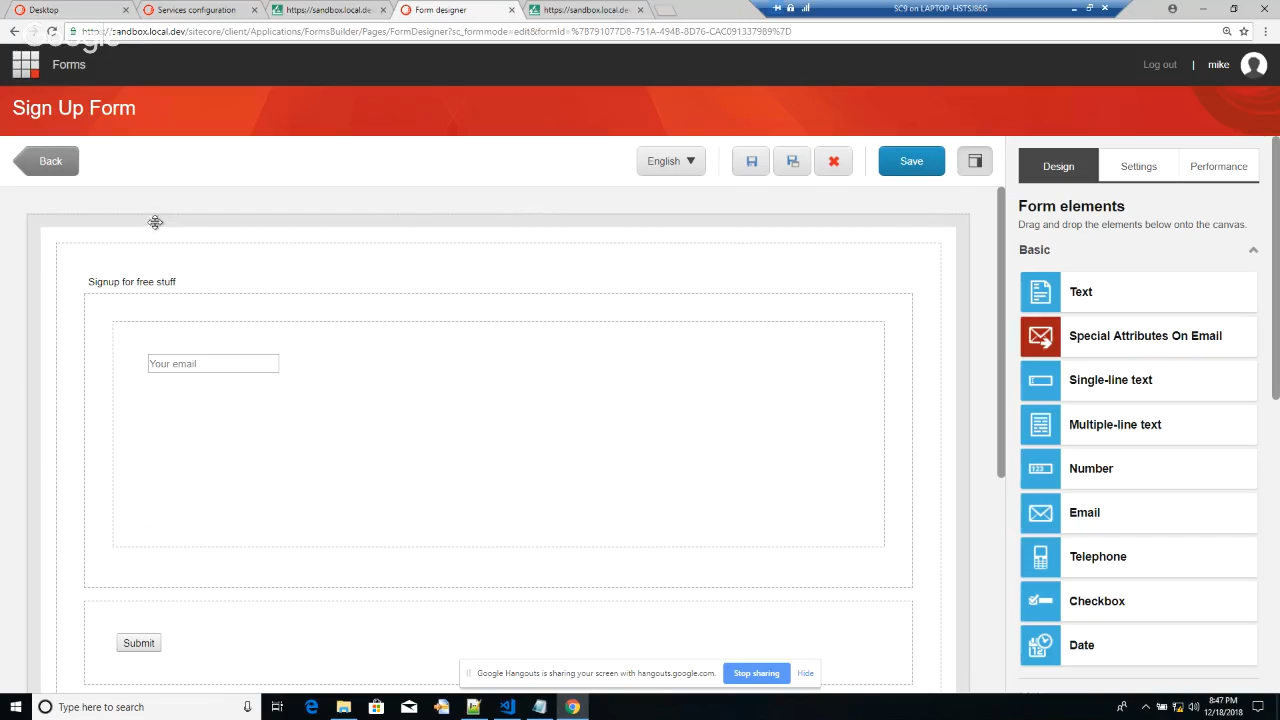 Desktop
Services configuration
https://sandbox.local.de
Form designer
https://sandbox.local.de
SC9 on LAPTOP-HSTSJ86G
Google
https://sandbox.local.dev/sitecore/client/Applications/FormsBuilder/Pages/FormDesigner?sc_formmode=edit&formId=%7B791077D8-751A-494B-8D76-CAC0913379B9%7D
Forms
Log out | mike
Sign Up Form
Back
English
Save
Design
Settings
Performance
Form elements
Drag and drop the elements below onto the canvas.
Basic
Signup for free stuff
Your email
Submit
Text
Special Attributes On Email
Single-line text
Multiple-line text
Number
Email
Telephone
Checkbox
Date
Google Hangouts is sharing your screen with hangouts.google.com.
Stop sharing
Hide
Type here to search
8:47 PM
12/18/2018